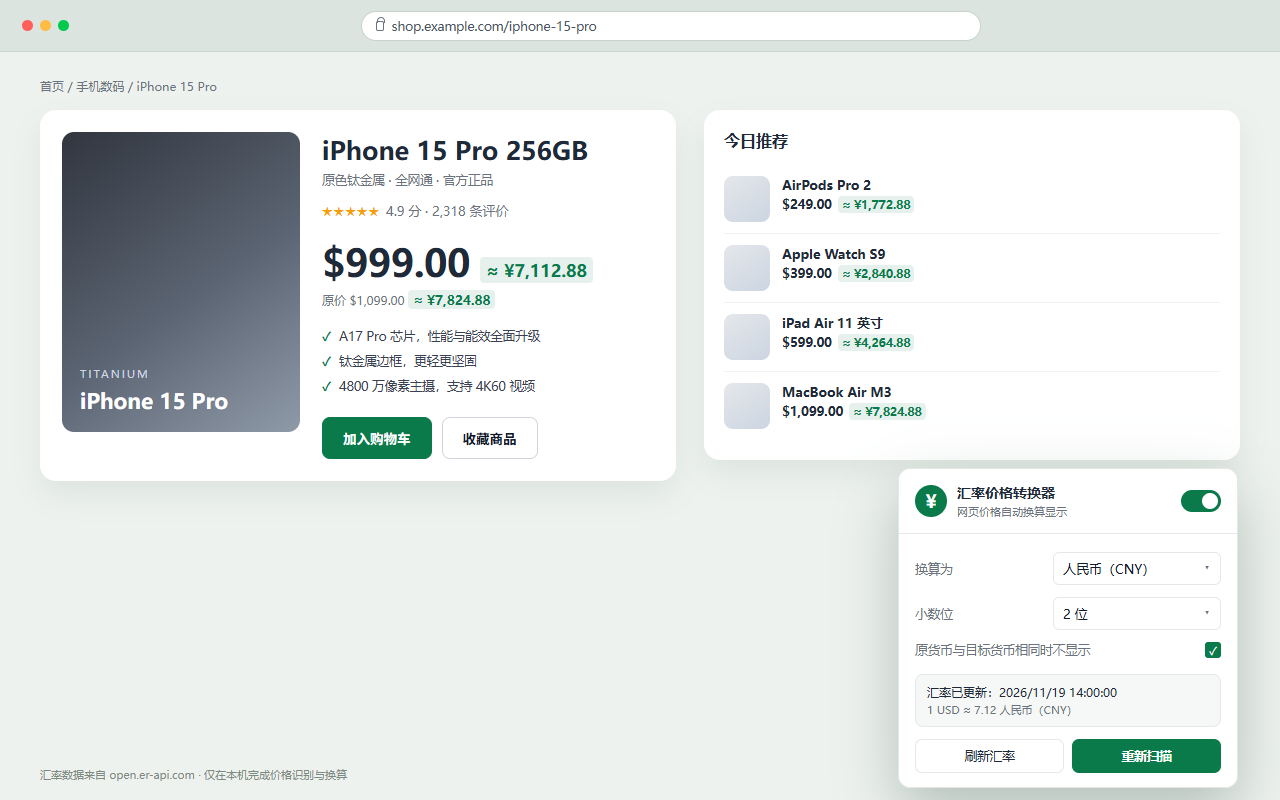 shop.example.com/iphone-15-pro
首页 / 手机数码 / iPhone 15 Pro
TITANIUM
iPhone 15 Pro
iPhone 15 Pro 256GB
原色钛金属 · 全网通 · 官方正品
★★★★★ 4.9 分 · 2,318 条评价
$999.00 ≈ ¥7,112.88
原价 $1,099.00 ≈ ¥7,824.88
✓ A17 Pro 芯片，性能与能效全面升级
✓ 钛金属边框，更轻更坚固
✓ 4800 万像素主摄，支持 4K60 视频
加入购物车
收藏商品
今日推荐
AirPods Pro 2
$249.00 ≈ ¥1,772.88
Apple Watch S9
$399.00 ≈ ¥2,840.88
iPad Air 11 英寸
$599.00 ≈ ¥4,264.88
MacBook Air M3
$1,099.00 ≈ ¥7,824.88
¥
汇率价格转换器
网页价格自动换算显示
换算为
人民币（CNY）
小数位
2 位
原货币与目标货币相同时不显示
汇率已更新：2026/11/19 14:00:00
1 USD ≈ 7.12 人民币（CNY）
刷新汇率
重新扫描
汇率数据来自 open.er-api.com · 仅在本机完成价格识别与换算